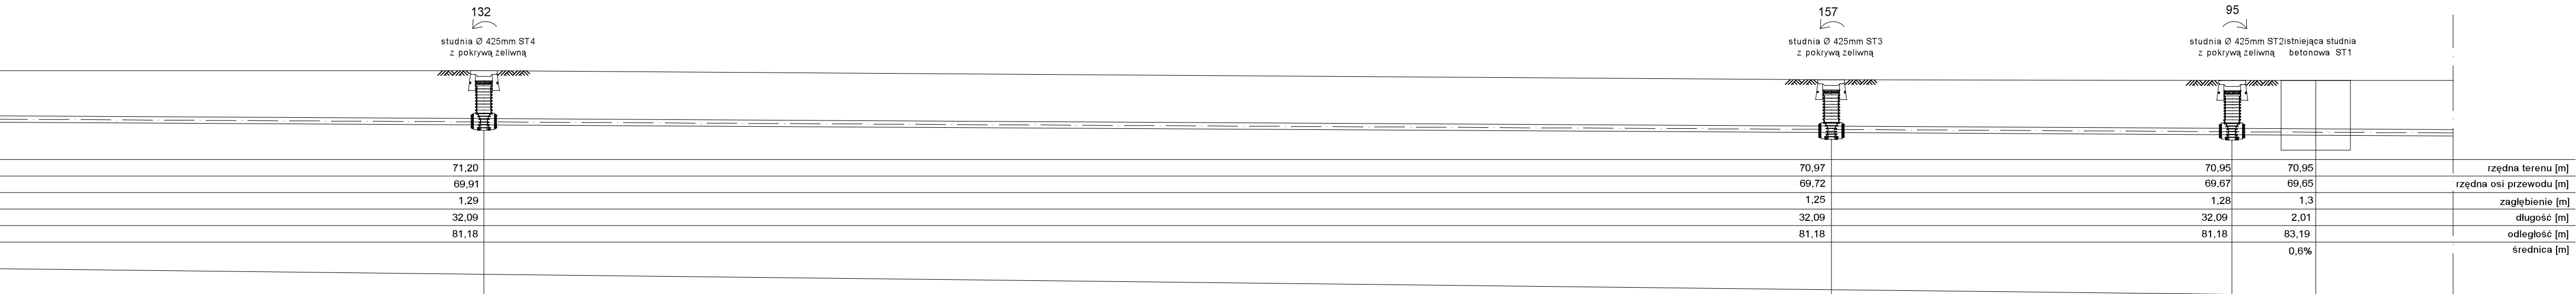 132
157
95
studnia Ø 425mm ST4
z pokrywą żeliwną
studnia Ø 425mm ST3
z pokrywą żeliwną
studnia Ø 425mm ST2
z pokrywą żeliwną
istniejąca studnia
betonowa ST1
71,20 70,97 70,95 70,95 rzędna terenu [m]
69,91 69,72 69,67 69,65 rzędna osi przewodu [m]
1,29 1,25 1,28 1,3 zagłębienie [m]
32,09 32,09 32,09 2,01 długość [m]
81,18 81,18 81,18 83,19 odległość [m]
0,6% średnica [m]